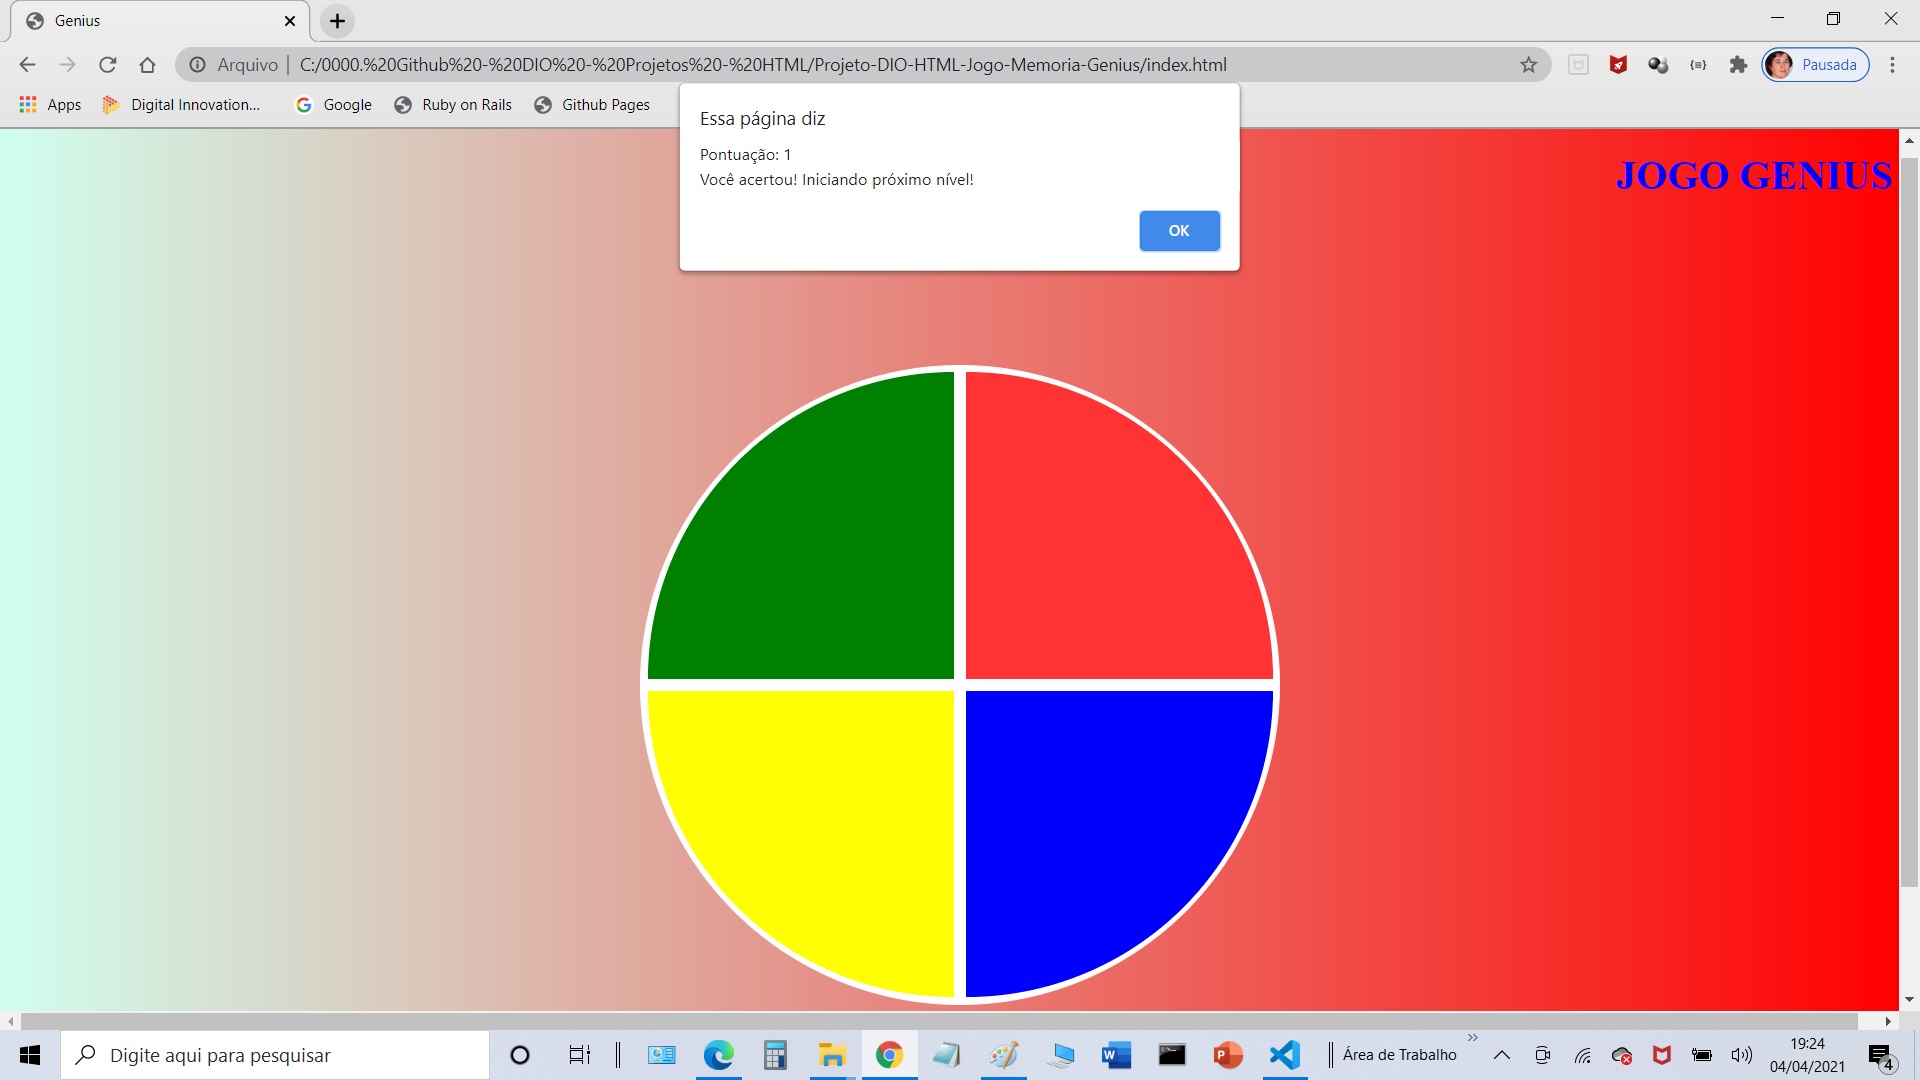 Genius
Arquivo
C:/0000.%20Github%20-%20DIO%20-%20Projetos%20-%20HTML/Projeto-DIO-HTML-Jogo-Memoria-Genius/index.html
Pausada
Apps
Digital Innovation...
Google
Ruby on Rails
Github Pages
Essa página diz
Pontuação: 1
Você acertou! Iniciando próximo nível!
OK
JOGO GENIUS
Digite aqui para pesquisar
Área de Trabalho
19:24
04/04/2021
4